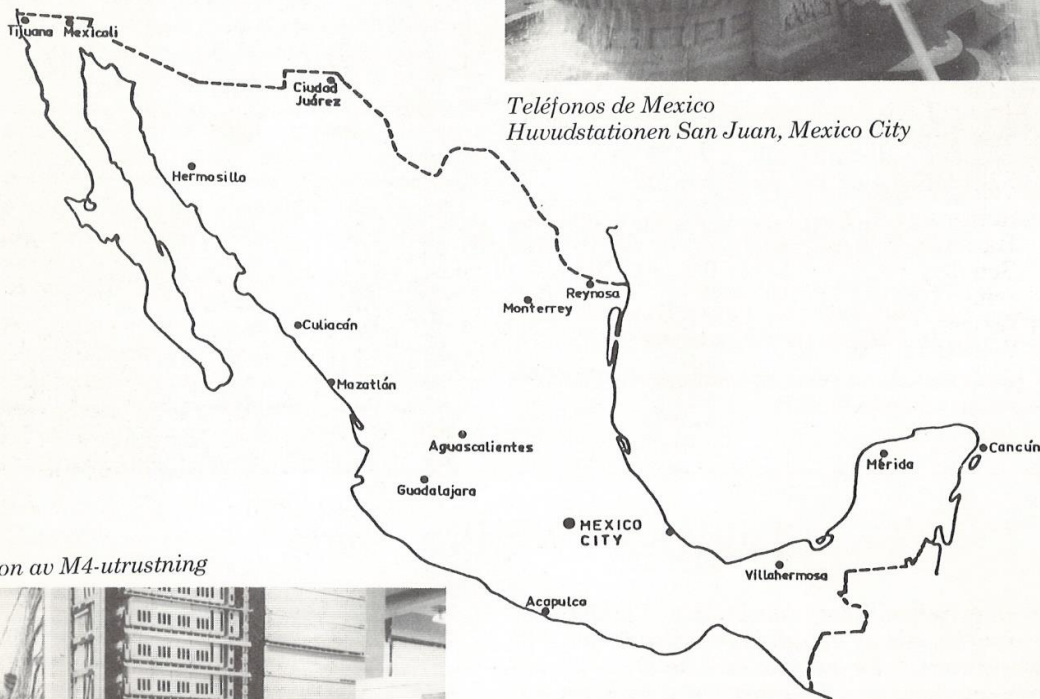 Teléfonos de Mexico
Huvudstationen San Juan, Mexico City
Tijuana
Mexicali
Ciudad
Juárez
Hermosillo
Reynosa
Monterrey
Culiacán
Mazatlán
Aguascalientes
Mérida
Cancún
Guadalajara
MEXICO
CITY
Villahermosa
Acapulco
on av M4-utrustning